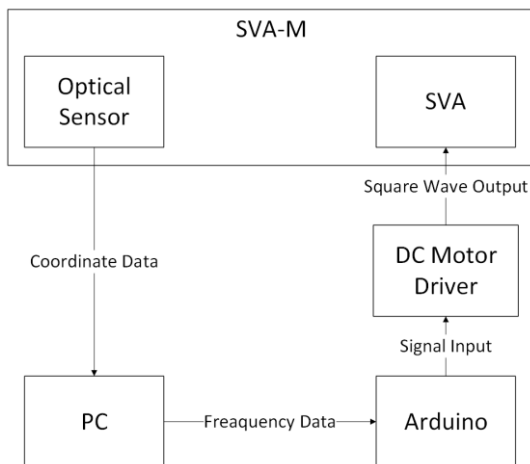 SVA-M
Optical
Sensor
SVA
Square Wave Output
Coordinate Data
DC Motor
Driver
Signal Input
PC
Freaquency Data
Arduino